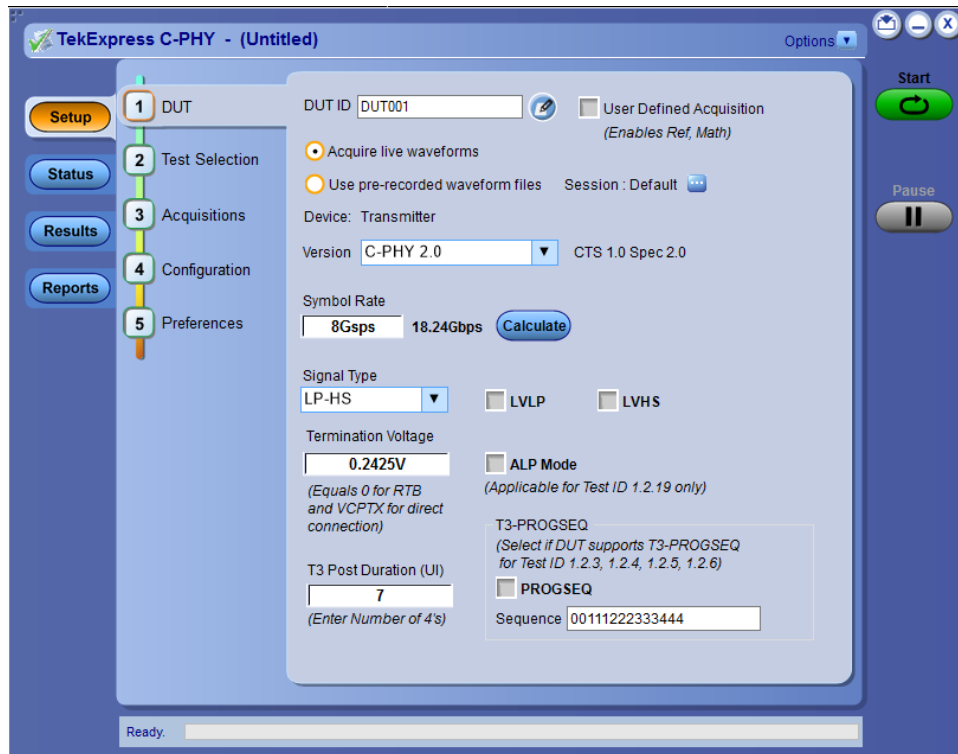 TekExpress C-PHY - (Untitled)
Options
X
Start
Pause
Setup
Status
Results
Reports
1 DUT
2 Test Selection
3 Acquisitions
4 Configuration
5 Preferences
DUT ID DUT001
User Defined Acquisition
(Enables Ref, Math)
Acquire live waveforms
Use pre-recorded waveform files Session : Default ...
Device: Transmitter
Version C-PHY 2.0 CTS 1.0 Spec 2.0
Symbol Rate
8Gsps 18.24Gbps Calculate
Signal Type
LP-HS LVLP LVHS
Termination Voltage
0.2425V
(Equals 0 for RTB
and VCPTX for direct
connection)
ALP Mode
(Applicable for Test ID 1.2.19 only)
T3 Post Duration (UI)
7
(Enter Number of 4's)
T3-PROGSEQ
(Select if DUT supports T3-PROGSEQ
for Test ID 1.2.3, 1.2.4, 1.2.5, 1.2.6)
PROGSEQ
Sequence 00111222333444
Ready.